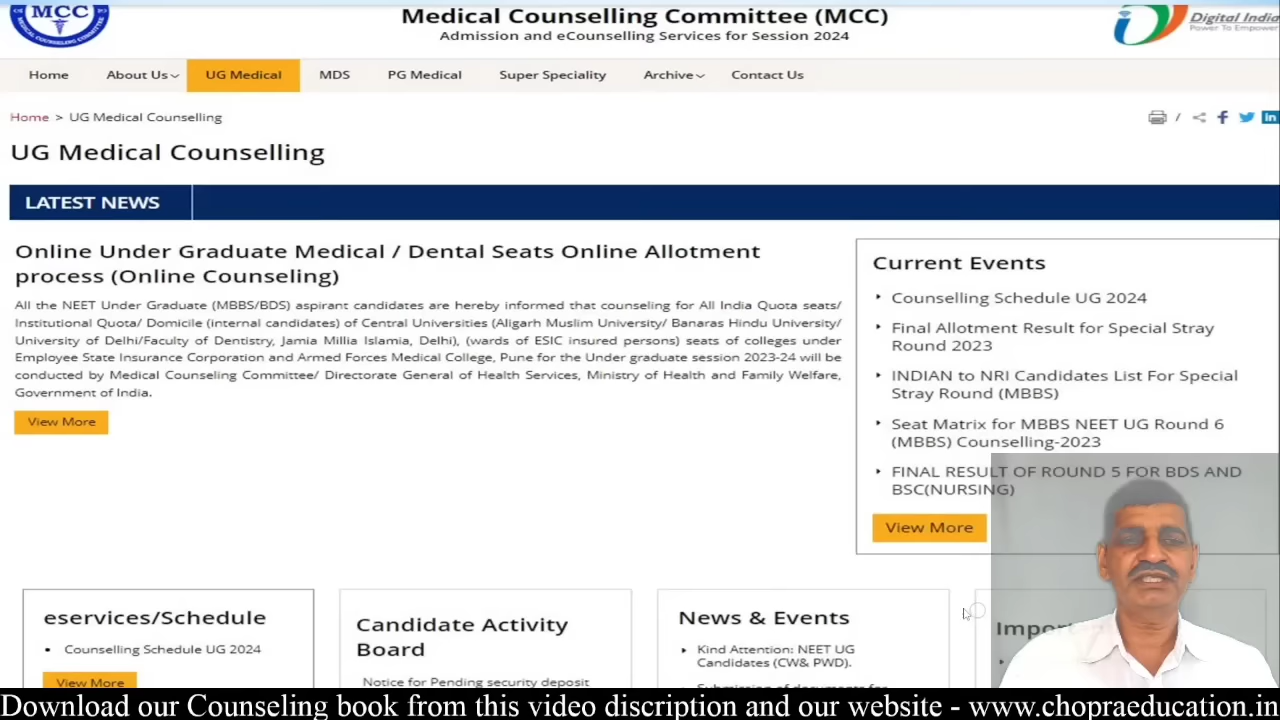 MCC
Medical Counselling Committee (MCC)
Admission and eCounselling Services for Session 2024
Digital India
Power To Empower
Home About Us UG Medical MDS PG Medical Super Speciality Archive Contact Us
Home > UG Medical Counselling
UG Medical Counselling
LATEST NEWS
Online Under Graduate Medical / Dental Seats Online Allotment
process (Online Counseling)
All the NEET Under Graduate (MBBS/BDS) aspirant candidates are hereby informed that counseling for All India Quota seats/
Institutional Quota/ Domicile (internal candidates) of Central Universities (Aligarh Muslim University/ Banaras Hindu University/
University of Delhi/Faculty of Dentistry, Jamia Millia Islamia, Delhi), (wards of ESIC insured persons) seats of colleges under
Employee State Insurance Corporation and Armed Forces Medical College, Pune for the Under graduate session 2023-24 will be
conducted by Medical Counseling Committee/ Directorate General of Health Services, Ministry of Health and Family Welfare,
Government of India.
View More
Current Events
Counselling Schedule UG 2024
Final Allotment Result for Special Stray
Round 2023
INDIAN to NRI Candidates List For Special
Stray Round (MBBS)
Seat Matrix for MBBS NEET UG Round 6
(MBBS) Counselling-2023
FINAL RESULT OF ROUND 5 FOR BDS AND
BSC(NURSING)
View More
eservices/Schedule
Counselling Schedule UG 2024
View More
Candidate Activity
Board
Notice for Pending security deposit
News & Events
Kind Attention: NEET UG
Candidates (CW& PWD).
Submission of documents for
Download our Counseling book from this video discription and our website - www.chopraeducation.in